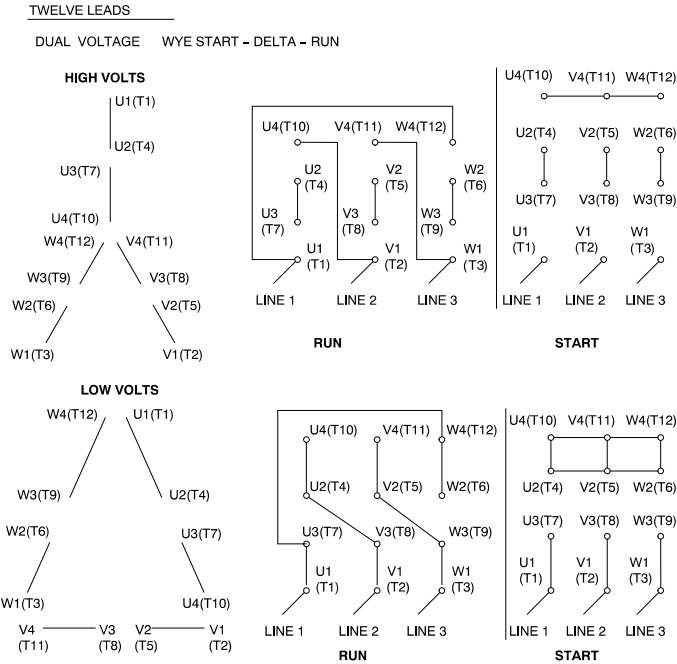 TWELVE LEADS
DUAL VOLTAGE WYE START – DELTA – RUN
HIGH VOLTS
U1(T1)
U2(T4)
U3(T7)
U4(T10)
W4(T12) V4(T11)
W3(T9) V3(T8)
W2(T6) V2(T5)
W1(T3) V1(T2)
U4(T10) V4(T11) W4(T12)
U2 V2 W2
(T4) (T5) (T6)
U3 V3 W3
(T7) (T8) (T9)
U1 V1 W1
(T1) (T2) (T3)
LINE 1 LINE 2 LINE 3
RUN
U4(T10) V4(T11) W4(T12)
U2(T4) V2(T5) W2(T6)
U3(T7) V3(T8) W3(T9)
U1 V1 W1
(T1) (T2) (T3)
LINE 1 LINE 2 LINE 3
START
LOW VOLTS
W4(T12) U1(T1)
W3(T9) U2(T4)
W2(T6) U3(T7)
W1(T3) U4(T10)
V4 V3 V2 V1
(T11) (T8) (T5) (T2)
U4(T10) V4(T11) W4(T12)
U2(T4) V2(T5) W2(T6)
U3(T7) V3(T8) W3(T9)
U1 V1 W1
(T1) (T2) (T3)
LINE 1 LINE 2 LINE 3
RUN
U4(T10) V4(T11) W4(T12)
U2(T4) V2(T5) W2(T6)
U3(T7) V3(T8) W3(T9)
U1 V1 W1
(T1) (T2) (T3)
LINE 1 LINE 2 LINE 3
START